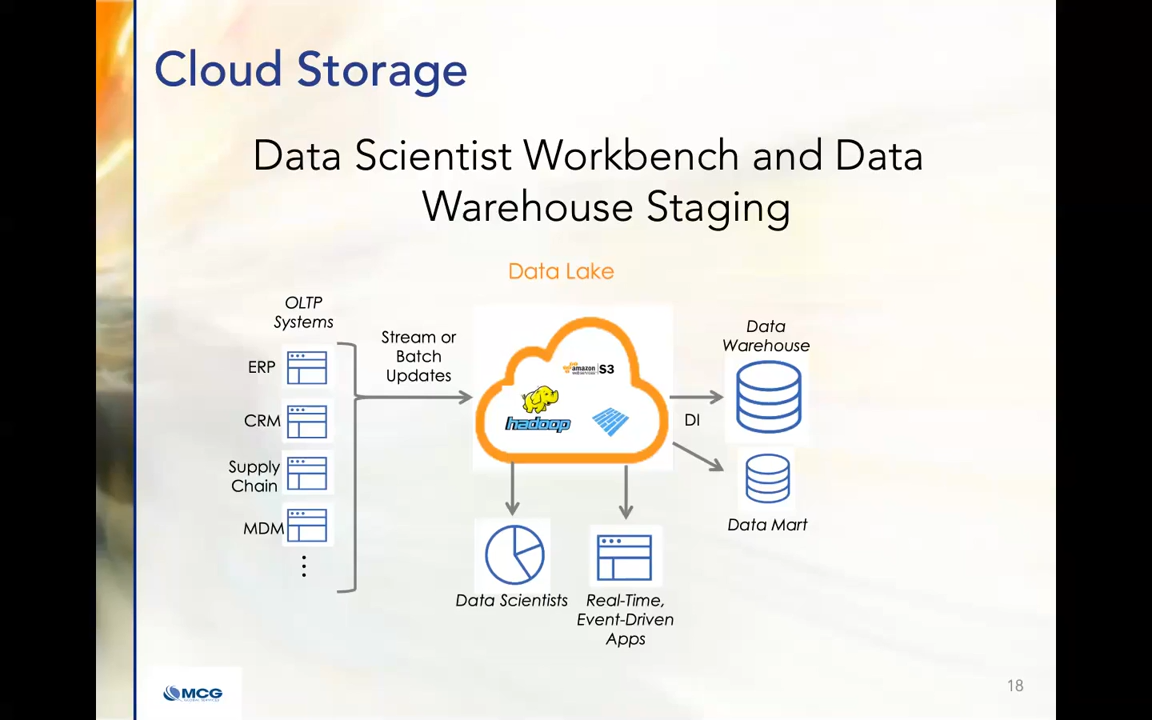 Cloud Storage
Data Scientist Workbench and Data
Warehouse Staging
Data Lake
OLTP
Systems
ERP
CRM
Supply
Chain
MDM
Stream or
Batch
Updates
amazon S3
hadoop
DI
Data
Warehouse
Data Mart
Data Scientists
Real-Time,
Event-Driven
Apps
MCG
18